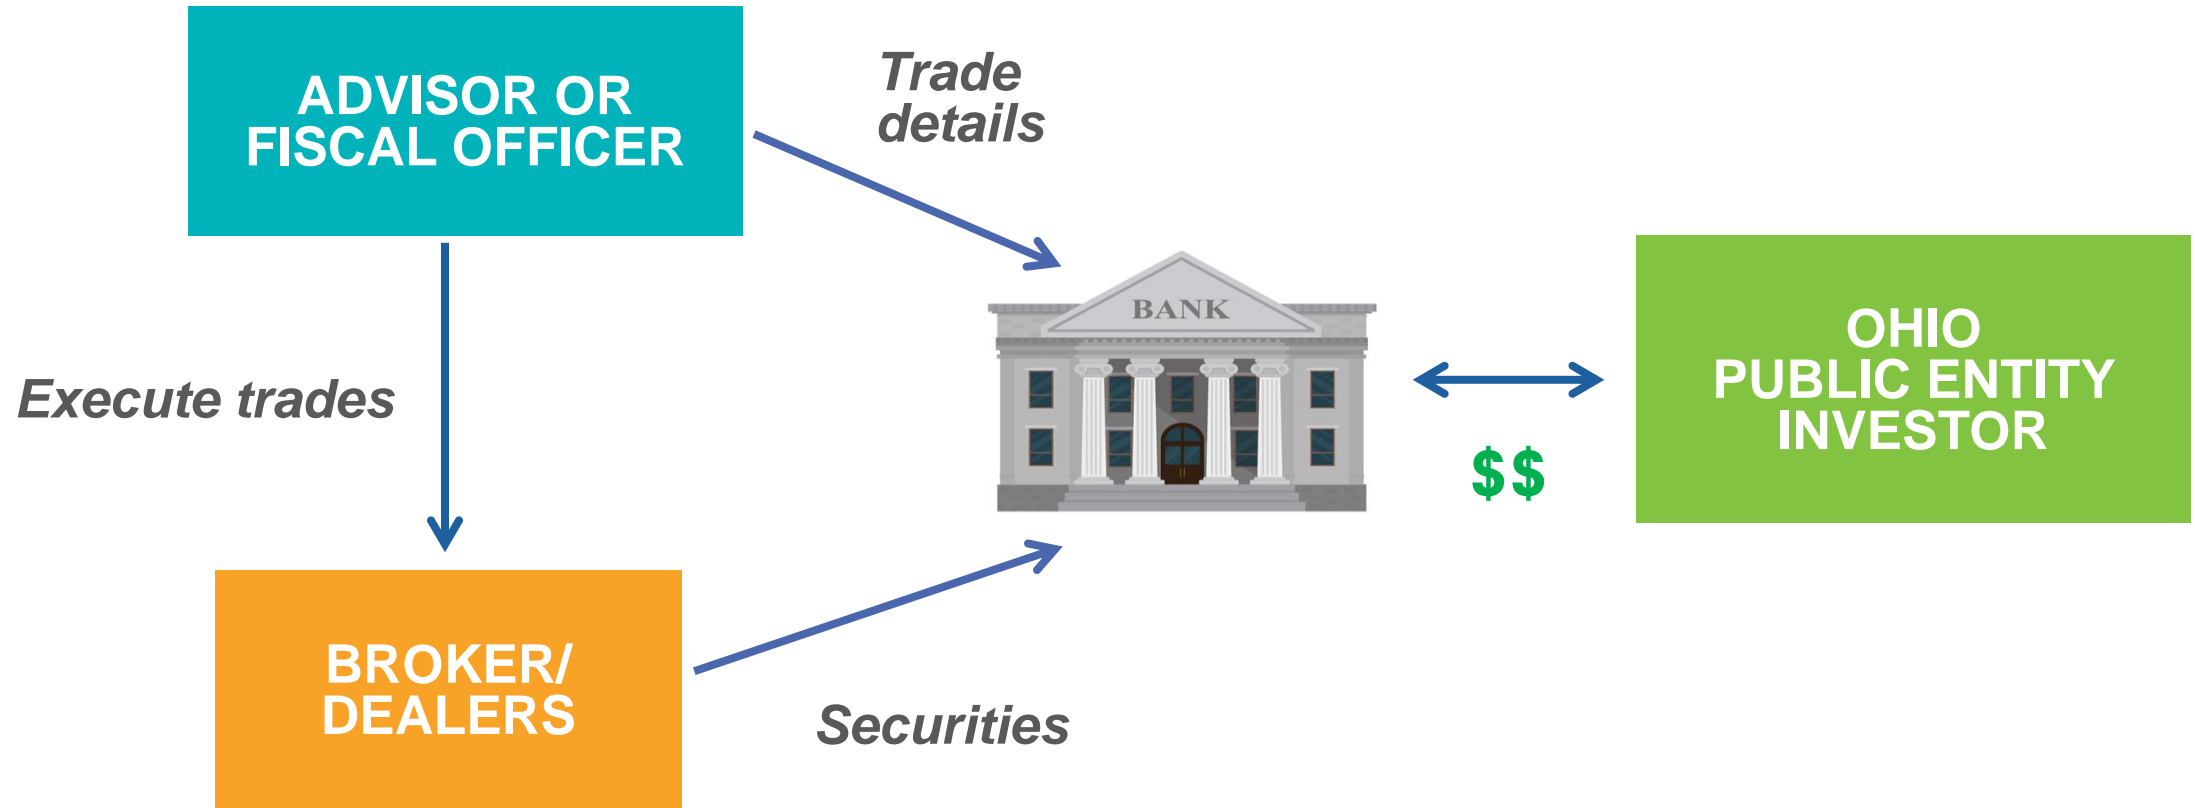 ADVISOR OR
FISCAL OFFICER
Trade
details
BANK
OHIO
PUBLIC ENTITY
INVESTOR
Execute trades
$$
BROKER/
DEALERS
Securities